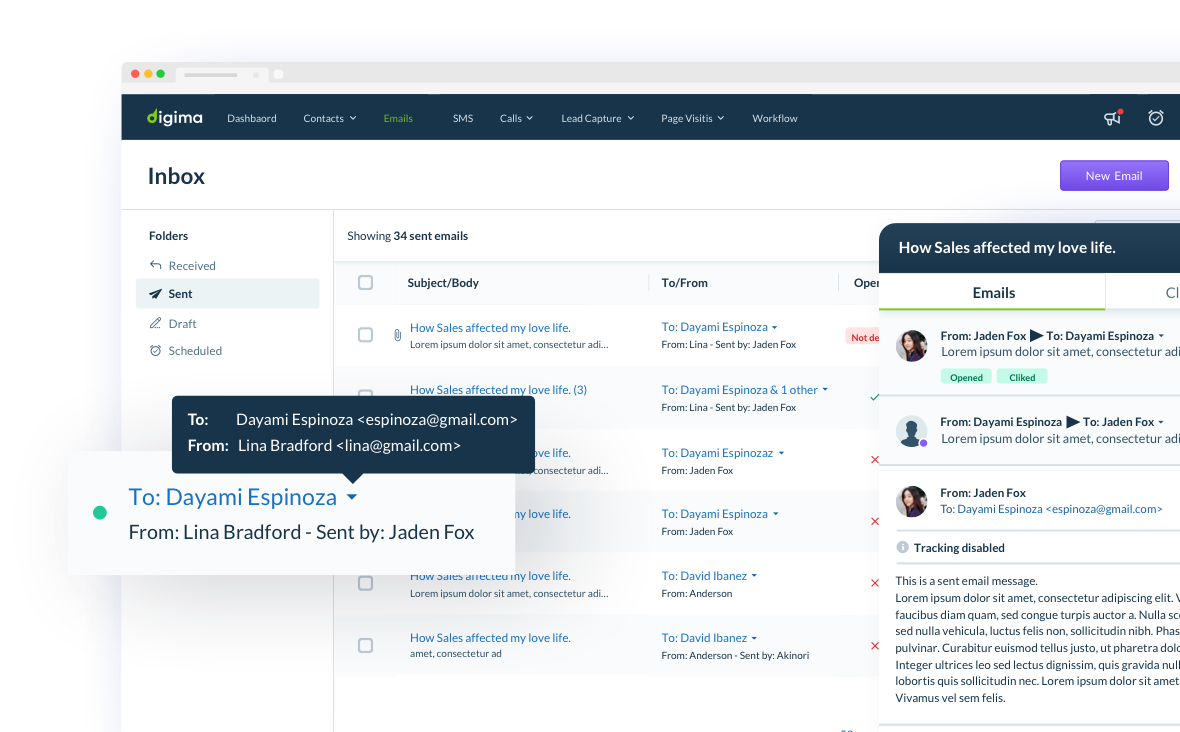 digima Dashbaord Contacts Emails SMS Calls Lead Capture Page Visitis Workflow
Inbox
New Email
Folders
Received
Sent
Draft
Scheduled
Showing 34 sent emails
Subject/Body To/From
How Sales affected my love life.
Lorem ipsum dolor sit amet, consectetur adi...
To: Dayami Espinoza
From: Lina - Sent by: Jaden Fox
Not de
How Sales affected my love life. (3)
To: Dayami Espinoza & 1 other
From: Lina - Sent by: Jaden Fox
ove life.
consectetur adi...
To: Dayami Espinozaz
From: Jaden Fox
ove life.
To: Dayami Espinoza
From: Jaden Fox
How Sales affected my love life.
Lorem ipsum dolor sit amet, consectetur adi...
To: David Ibanez
From: Anderson
How Sales affected my love life.
amet, consectetur ad
To: David Ibanez
From: Anderson - Sent by: Akinori
To: Dayami Espinoza <espinoza@gmail.com>
From: Lina Bradford <lina@gmail.com>
To: Dayami Espinoza
From: Lina Bradford - Sent by: Jaden Fox
How Sales affected my love life.
Emails
From: Jaden Fox To: Dayami Espinoza
Lorem ipsum dolor sit amet, consectetur adi
Opened Cliked
From: Dayami Espinoza To: Jaden Fox
Lorem ipsum dolor sit amet, consectetur adi
From: Jaden Fox
To: Dayami Espinoza <espinoza@gmail.com>
Tracking disabled
This is a sent email message.
Lorem ipsum dolor sit amet, consectetur adipiscing elit. V
faucibus diam quam, sed congue turpis auctor a. Nulla sc
sed nulla vehicula, luctus felis non, sollicitudin nibh. Phas
pulvinar. Curabitur euismod tellus justo, ut pharetra dolo
Integer ultrices leo sed lectus dignissim, quis gravida null
lobortis quis sollicitudin nec. Lorem ipsum dolor sit amet
Vivamus vel sem felis.